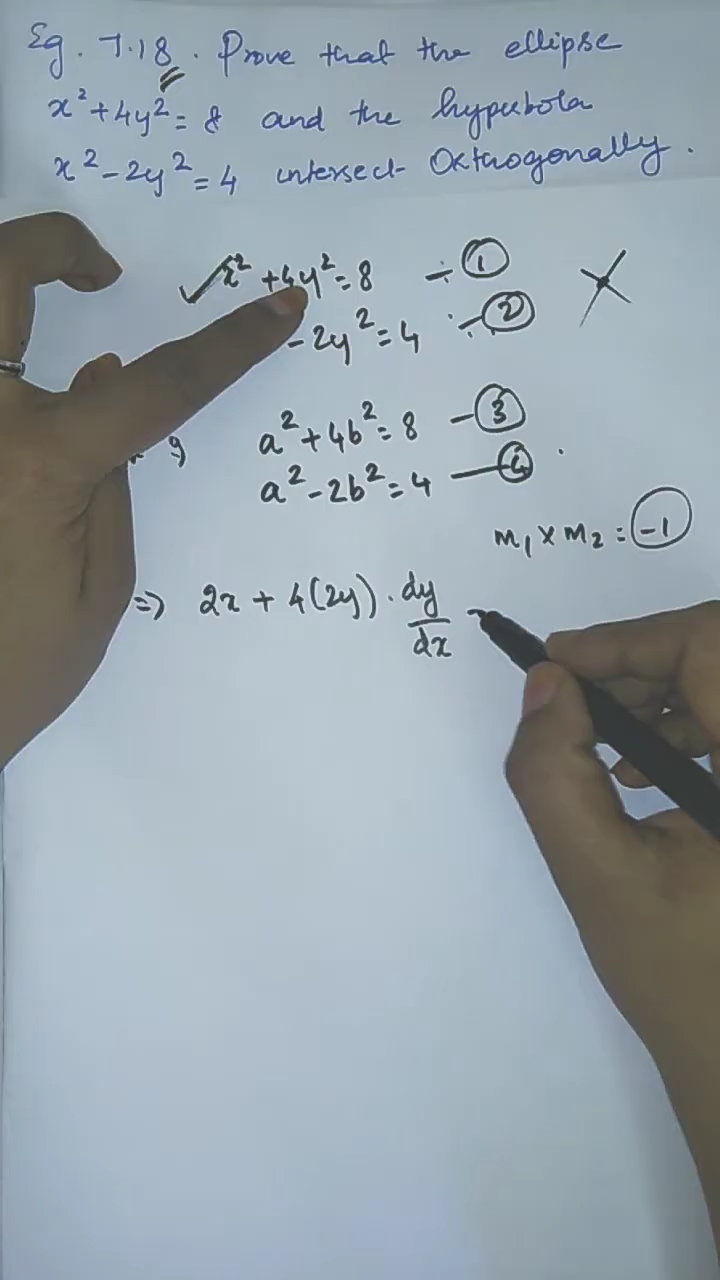 Eg. 7.18. Prove that the ellipse
x²+4y²=8 and the hyperbola
x²-2y²=4 intersect Orthogonally.
x²+4y²=8 - ①
-2y²=4 - ②
a²+4b²=8 - ③
a²-2b²=4 - ④
m₁ x m₂ = -1
=> 2x + 4(2y) . dy/dx